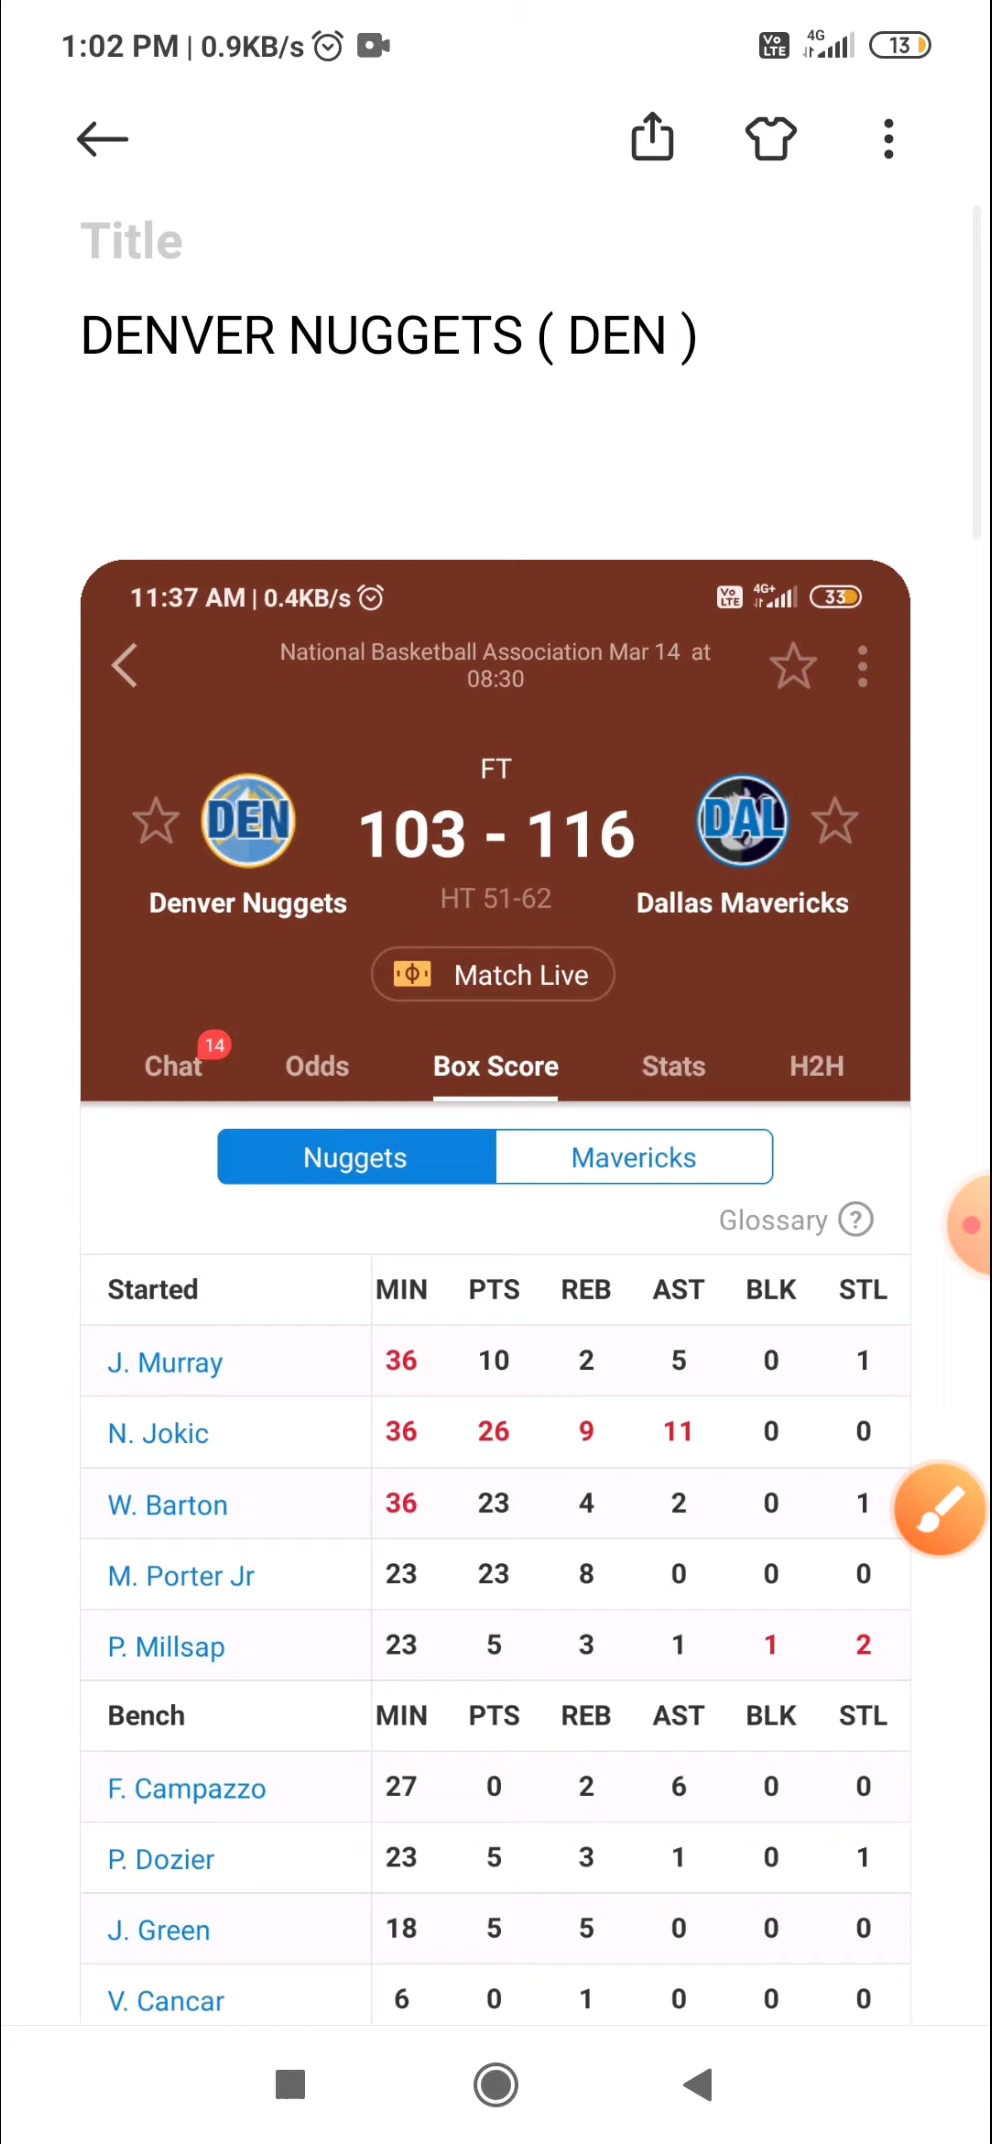 1:02 PM | 0.9KB/s
Vo LTE 4G 13
Title
DENVER NUGGETS ( DEN )
11:37 AM | 0.4KB/s
Vo LTE 4G+ 33
National Basketball Association Mar 14 at
08:30
FT
DEN 103 - 116 DAL
Denver Nuggets HT 51-62 Dallas Mavericks
Match Live
Chat 14 Odds Box Score Stats H2H
Nuggets Mavericks
Glossary ?
Started MIN PTS REB AST BLK STL
J. Murray 36 10 2 5 0 1
N. Jokic 36 26 9 11 0 0
W. Barton 36 23 4 2 0 1
M. Porter Jr 23 23 8 0 0 0
P. Millsap 23 5 3 1 1 2
Bench MIN PTS REB AST BLK STL
F. Campazzo 27 0 2 6 0 0
P. Dozier 23 5 3 1 0 1
J. Green 18 5 5 0 0 0
V. Cancar 6 0 1 0 0 0